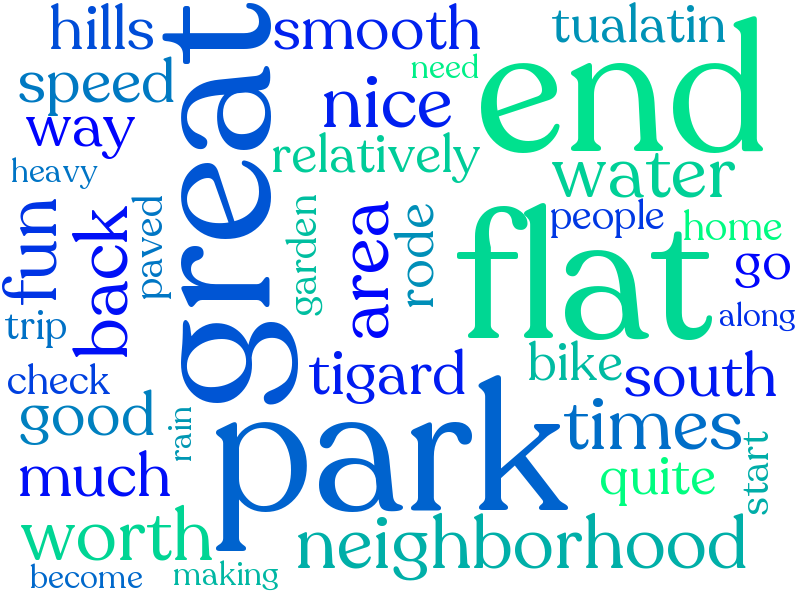 hills
great
smooth
tualatin
speed
need
end
way
nice
relatively
water
heavy
fun
back
paved
garden
area
rode
people
home
flat
go
trip
along
check
tigard
bike
south
good
rain
park
times
much
quite
start
worth
neighborhood
become
making